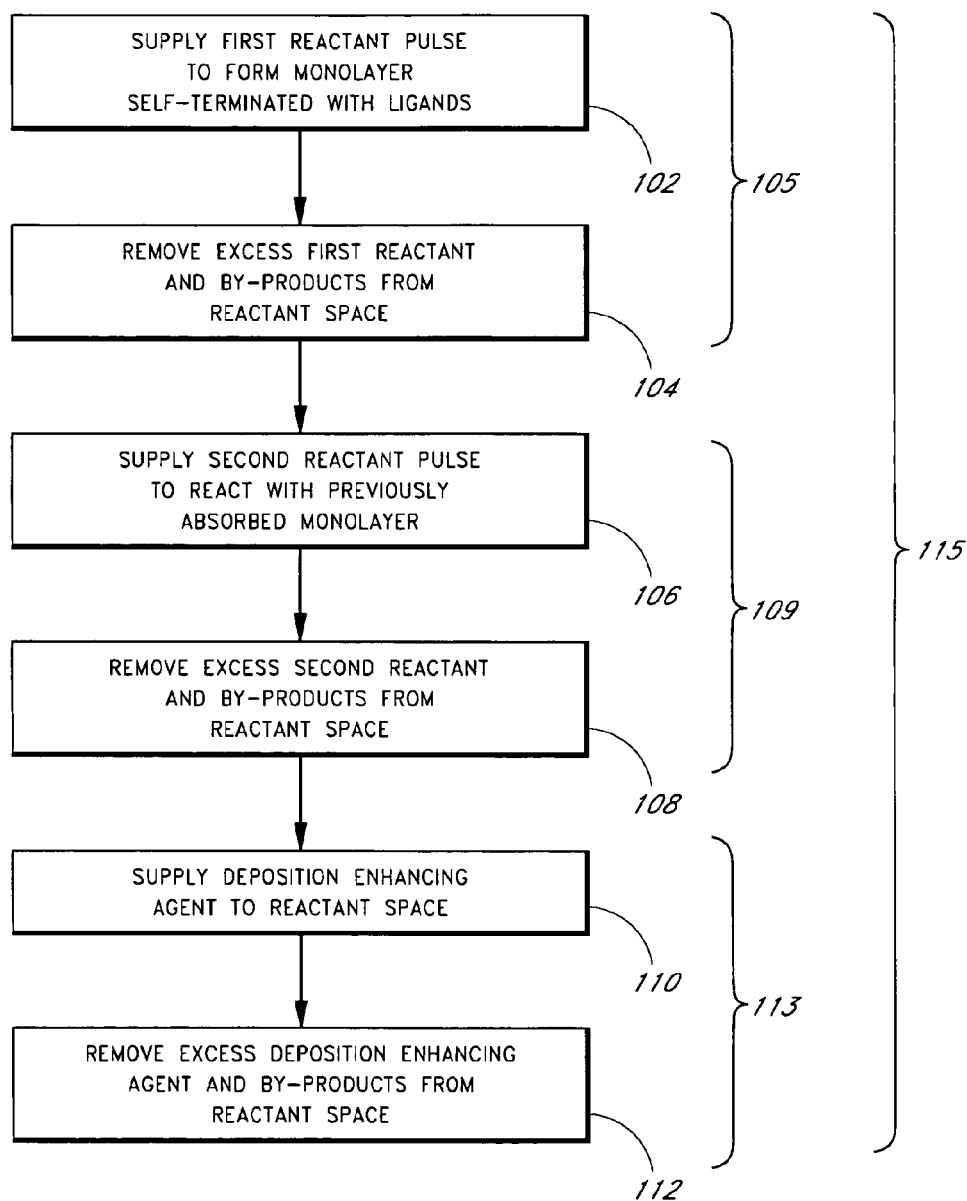 SUPPLY FIRST REACTANT PULSE
TO FORM MONOLAYER
SELF-TERMINATED WITH LIGANDS
102
105
REMOVE EXCESS FIRST REACTANT
AND BY-PRODUCTS FROM
REACTANT SPACE
104
SUPPLY SECOND REACTANT PULSE
TO REACT WITH PREVIOUSLY
ABSORBED MONOLAYER
106
109
115
REMOVE EXCESS SECOND REACTANT
AND BY-PRODUCTS FROM
REACTANT SPACE
108
SUPPLY DEPOSITION ENHANCING
AGENT TO REACTANT SPACE
110
113
REMOVE EXCESS DEPOSITION ENHANCING
AGENT AND BY-PRODUCTS FROM
REACTANT SPACE
112